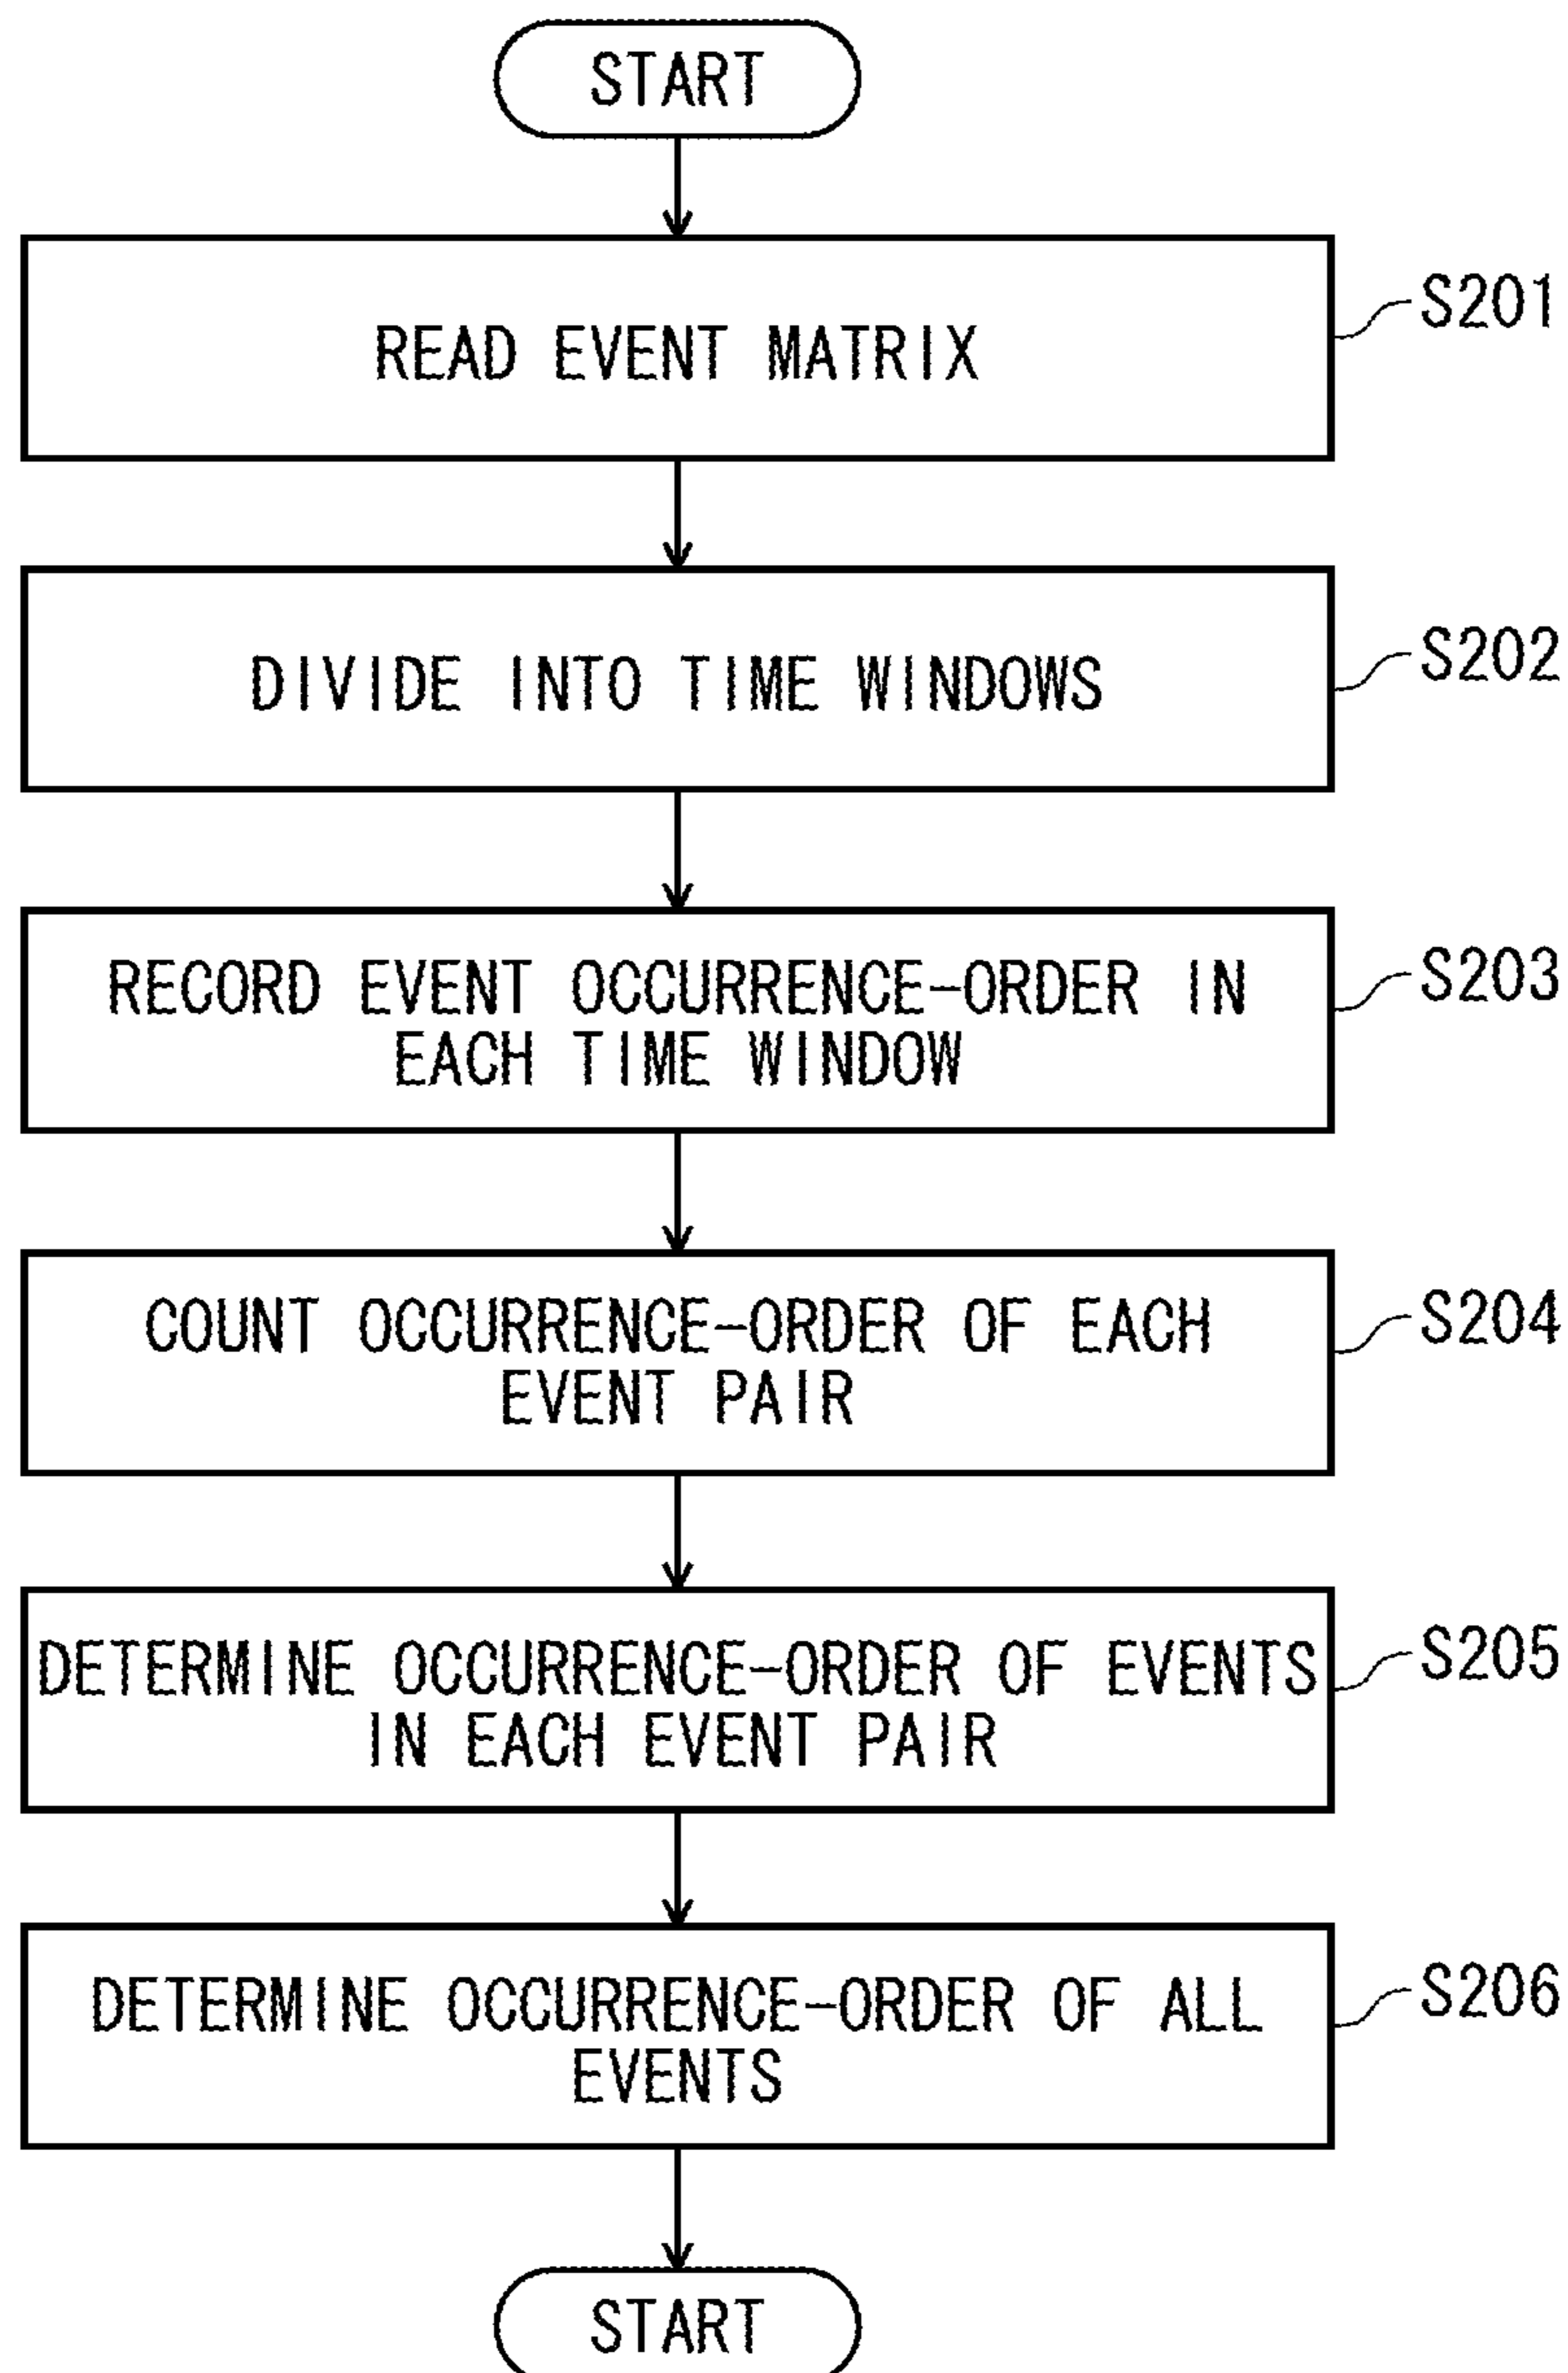 START
READ EVENT MATRIX
S201
DIVIDE INTO TIME WINDOWS
S202
RECORD EVENT OCCURRENCE-ORDER IN
EACH TIME WINDOW
S203
COUNT OCCURRENCE-ORDER OF EACH
EVENT PAIR
S204
DETERMINE OCCURRENCE-ORDER OF EVENTS
IN EACH EVENT PAIR
S205
DETERMINE OCCURRENCE-ORDER OF ALL
EVENTS
S206
START